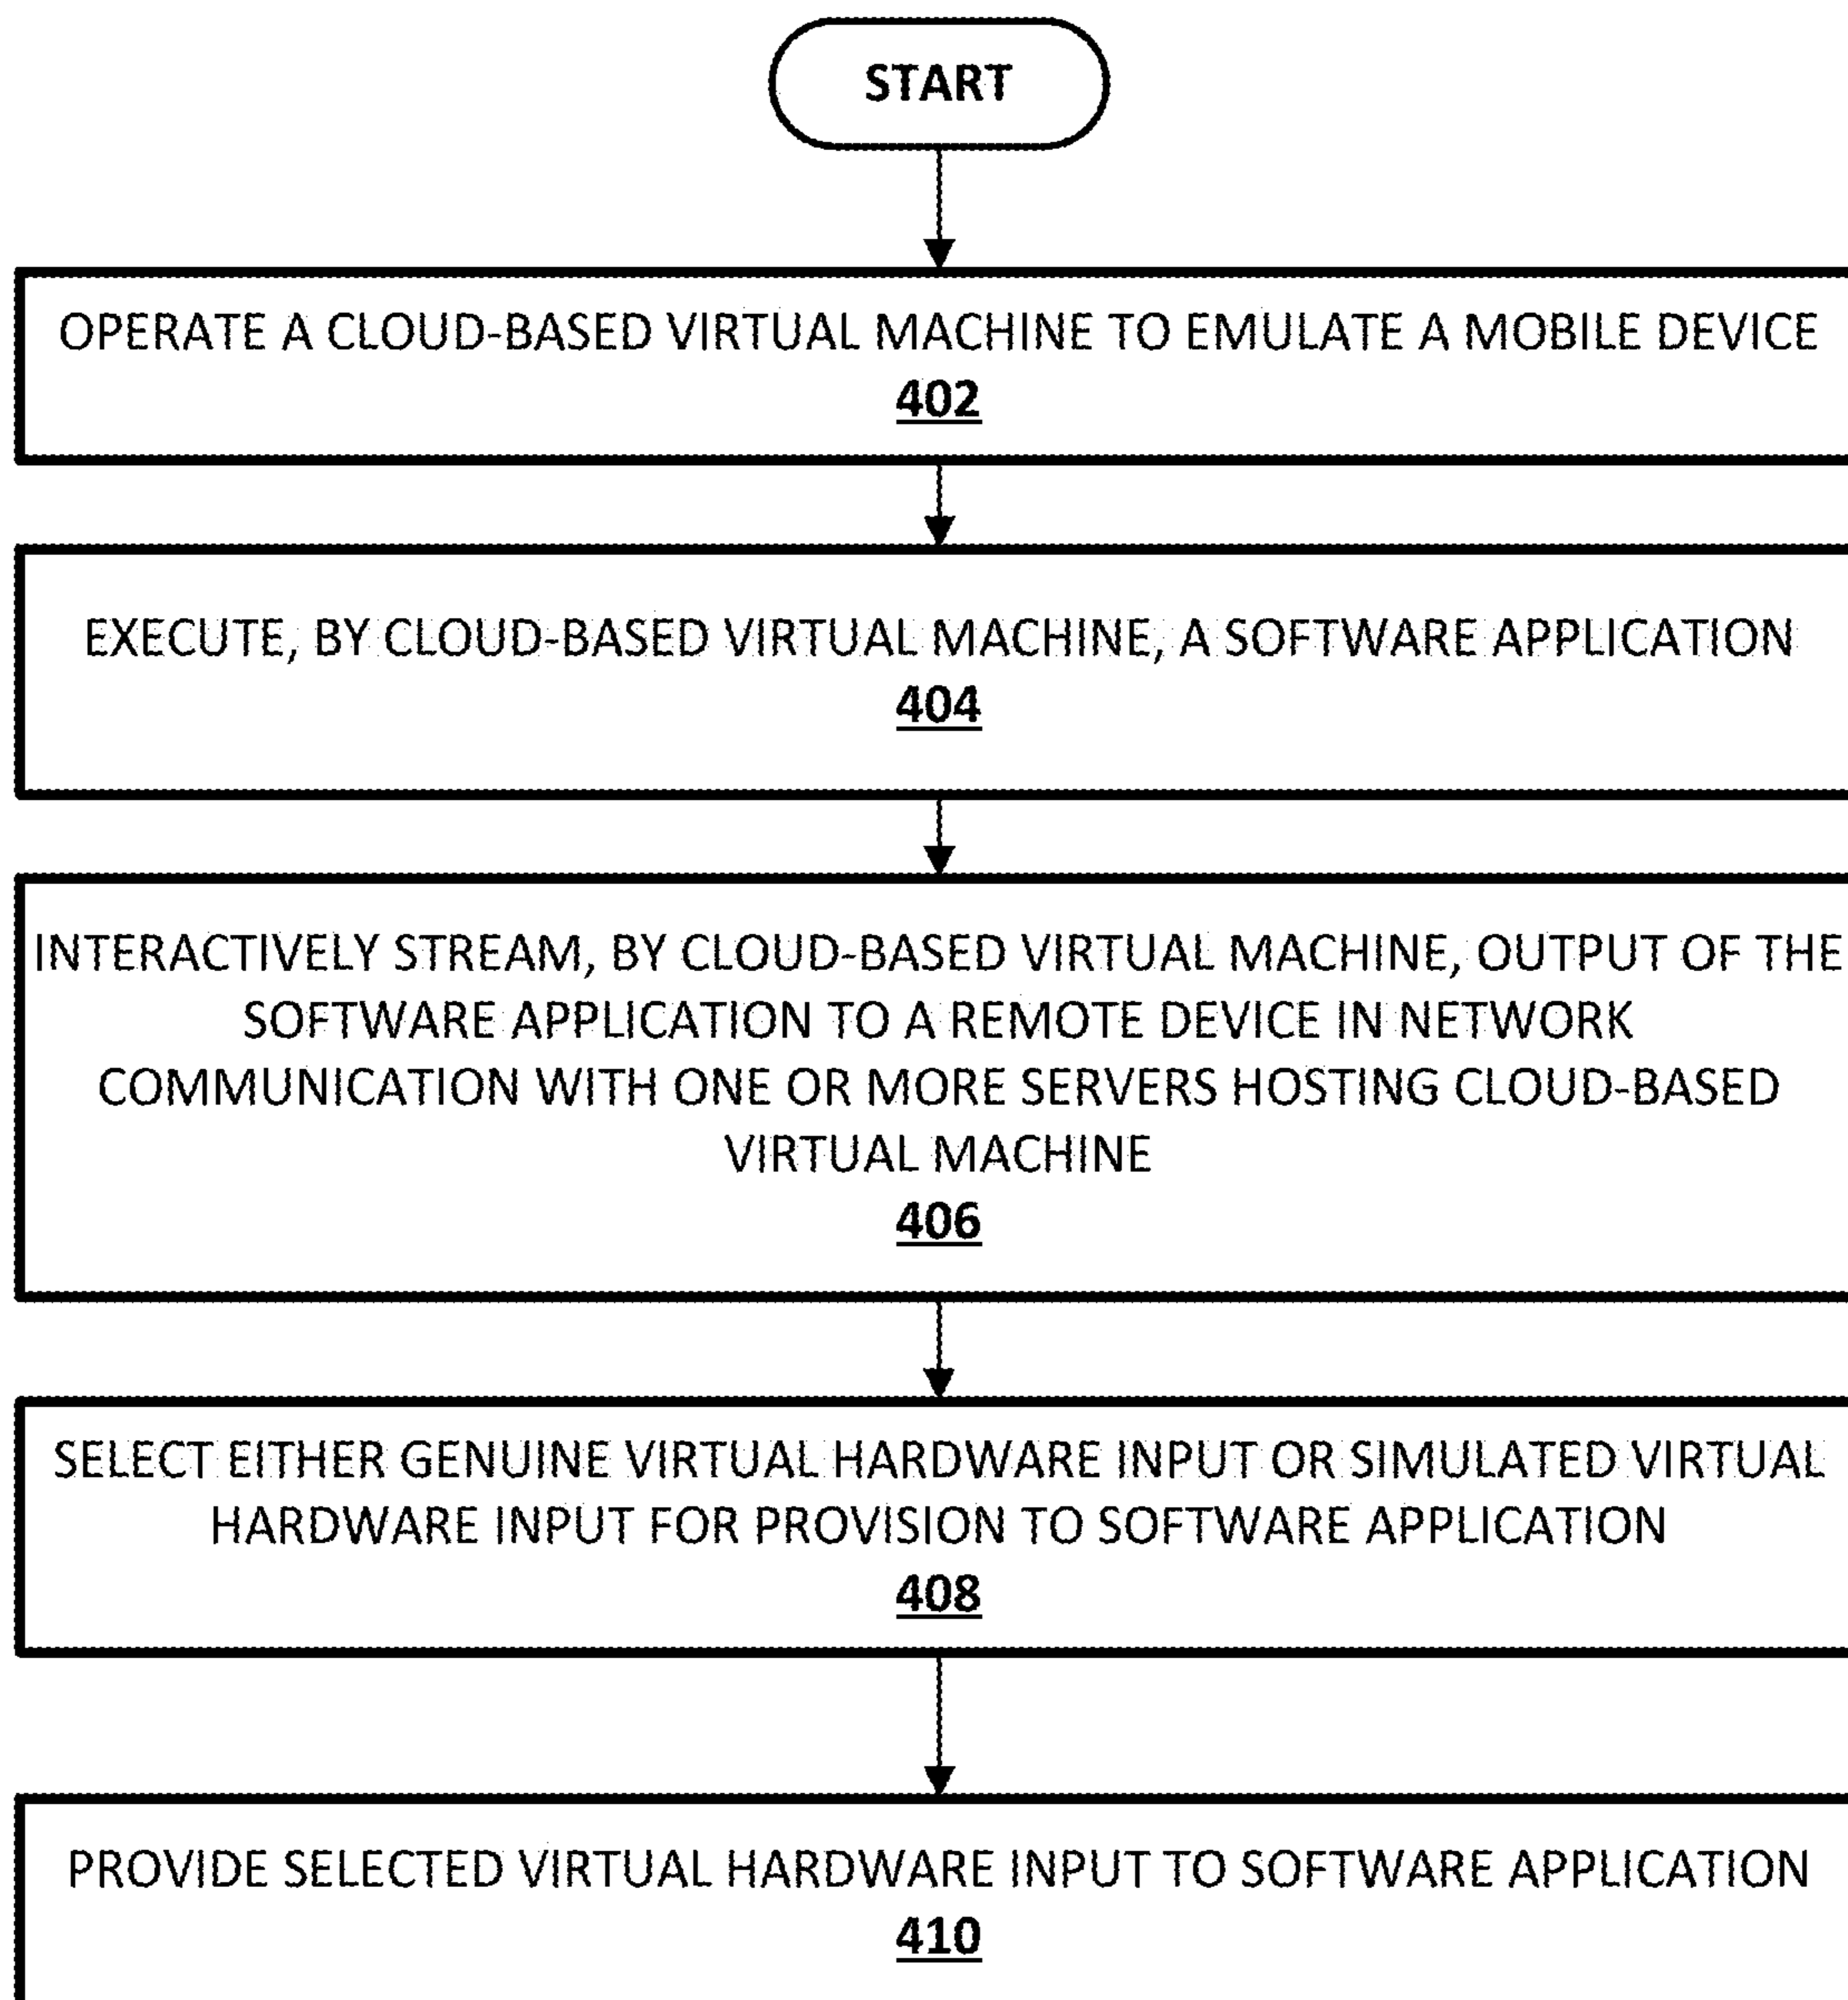 START
OPERATE A CLOUD-BASED VIRTUAL MACHINE TO EMULATE A MOBILE DEVICE
402
EXECUTE, BY CLOUD-BASED VIRTUAL MACHINE, A SOFTWARE APPLICATION
404
INTERACTIVELY STREAM, BY CLOUD-BASED VIRTUAL MACHINE, OUTPUT OF THE
SOFTWARE APPLICATION TO A REMOTE DEVICE IN NETWORK
COMMUNICATION WITH ONE OR MORE SERVERS HOSTING CLOUD-BASED
VIRTUAL MACHINE
406
SELECT EITHER GENUINE VIRTUAL HARDWARE INPUT OR SIMULATED VIRTUAL
HARDWARE INPUT FOR PROVISION TO SOFTWARE APPLICATION
408
PROVIDE SELECTED VIRTUAL HARDWARE INPUT TO SOFTWARE APPLICATION
410